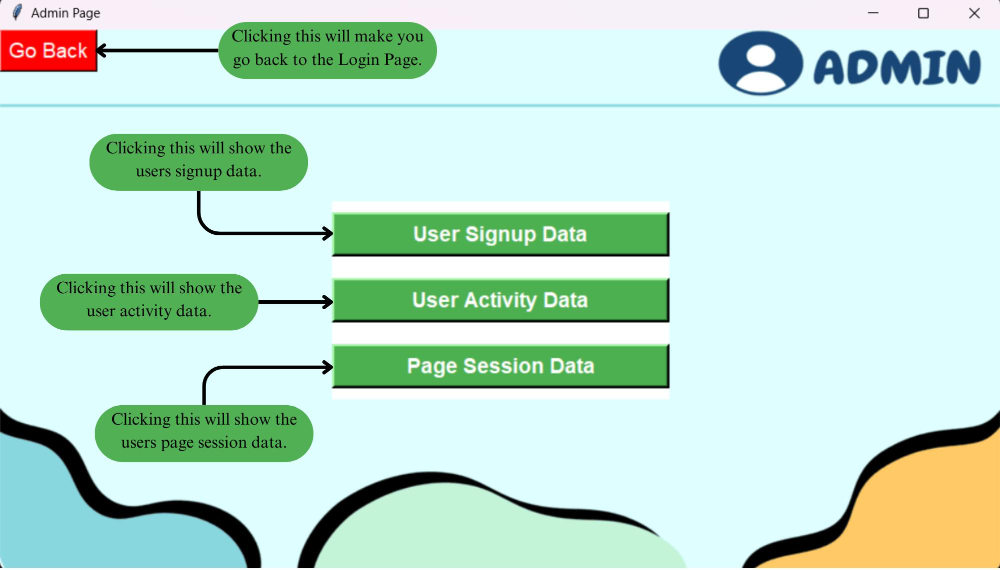 Admin Page
Go Back
Clicking this will make you
go back to the Login Page.
ADMIN
Clicking this will show the
users signup data.
User Signup Data
Clicking this will show the
user activity data.
User Activity Data
Page Session Data
Clicking this will show the
users page session data.